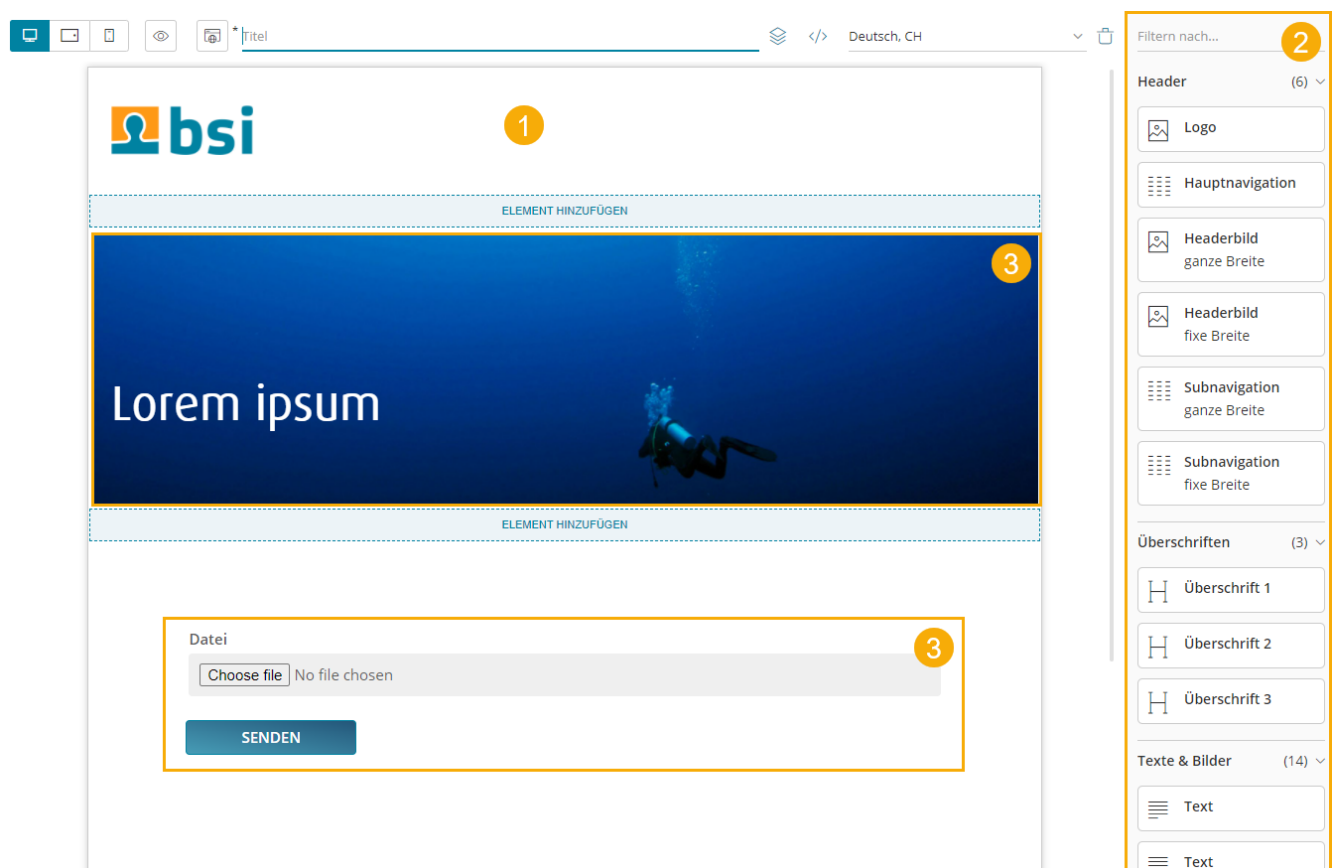 * Titel
</>
Deutsch, CH
bsi
1
ELEMENT HINZUFÜGEN
3
Lorem ipsum
ELEMENT HINZUFÜGEN
Datei
3
Choose file No file chosen
SENDEN
Filtern nach...
2
Header (6)
Logo
Hauptnavigation
Headerbild
ganze Breite
Headerbild
fixe Breite
Subnavigation
ganze Breite
Subnavigation
fixe Breite
Überschriften (3)
Überschrift 1
Überschrift 2
Überschrift 3
Texte & Bilder (14)
Text
Text